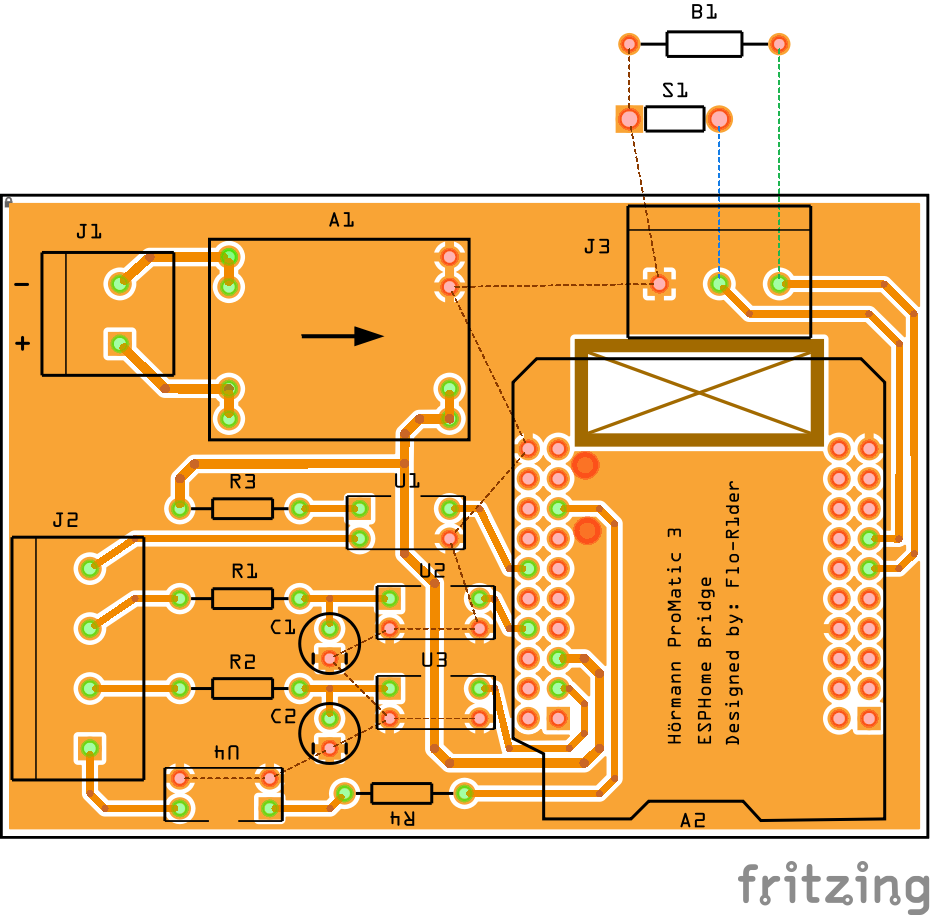 B1
S1
A1
J1
J3
-
+
R3
U1
J2
R1
U2
C1
R2
U3
C2
U4
R4
A2
Hörmann ProMatic 3
ESPHome Bridge
Designed by: Flo-R1der
fritzing